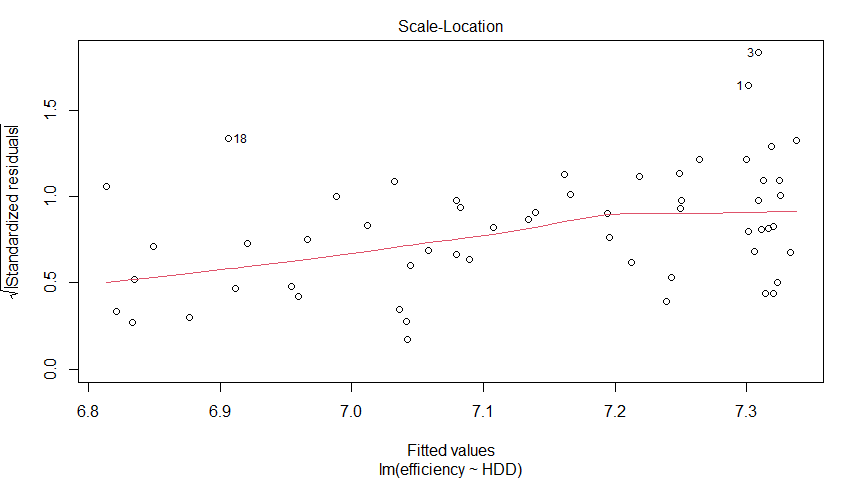 Scale-Location
√|Standardized residuals|
1.5
1.0
0.5
0.0
3
1
18
6.8 6.9 7.0 7.1 7.2 7.3
Fitted values
lm(efficiency ~ HDD)